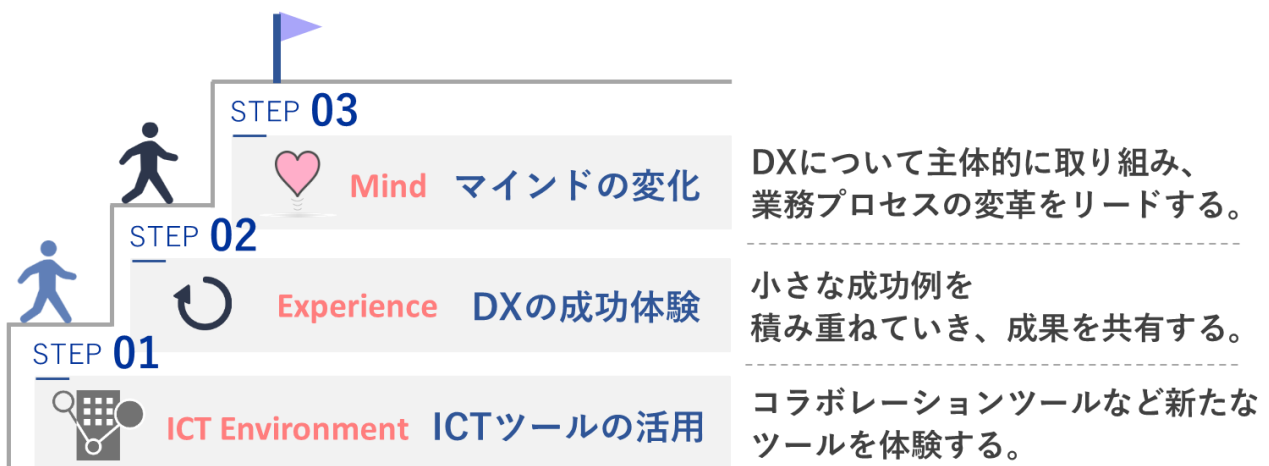 STEP 03
Mind マインドの変化
DXについて主体的に取り組み、
業務プロセスの変革をリードする。
STEP 02
Experience DXの成功体験
小さな成功例を
積み重ねていき、成果を共有する。
STEP 01
ICT Environment ICTツールの活用
コラボレーションツールなど新たな
ツールを体験する。